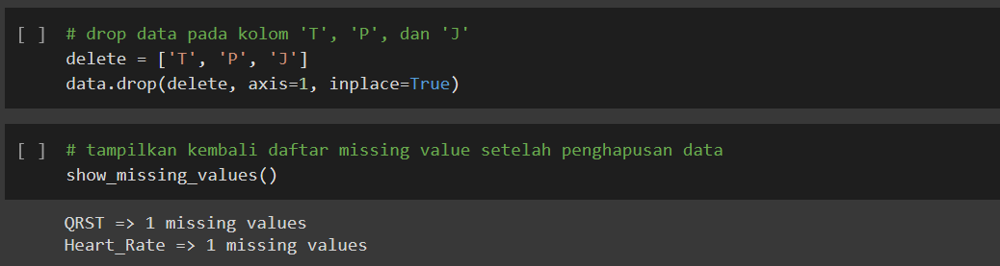 [ ] # drop data pada kolom 'T', 'P', dan 'J'
delete = ['T', 'P', 'J']
data.drop(delete, axis=1, inplace=True)
[ ] # tampilkan kembali daftar missing value setelah penghapusan data
show_missing_values()
QRST => 1 missing values
Heart_Rate => 1 missing values